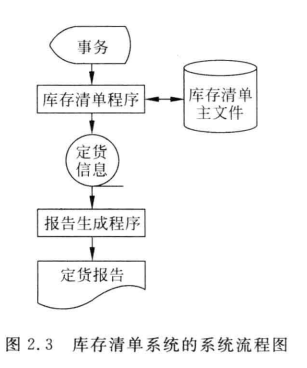 事务
库存清单程序
库存清单
主文件
定货
信息
报告生成程序
定货报告
图 2.3 库存清单系统的系统流程图